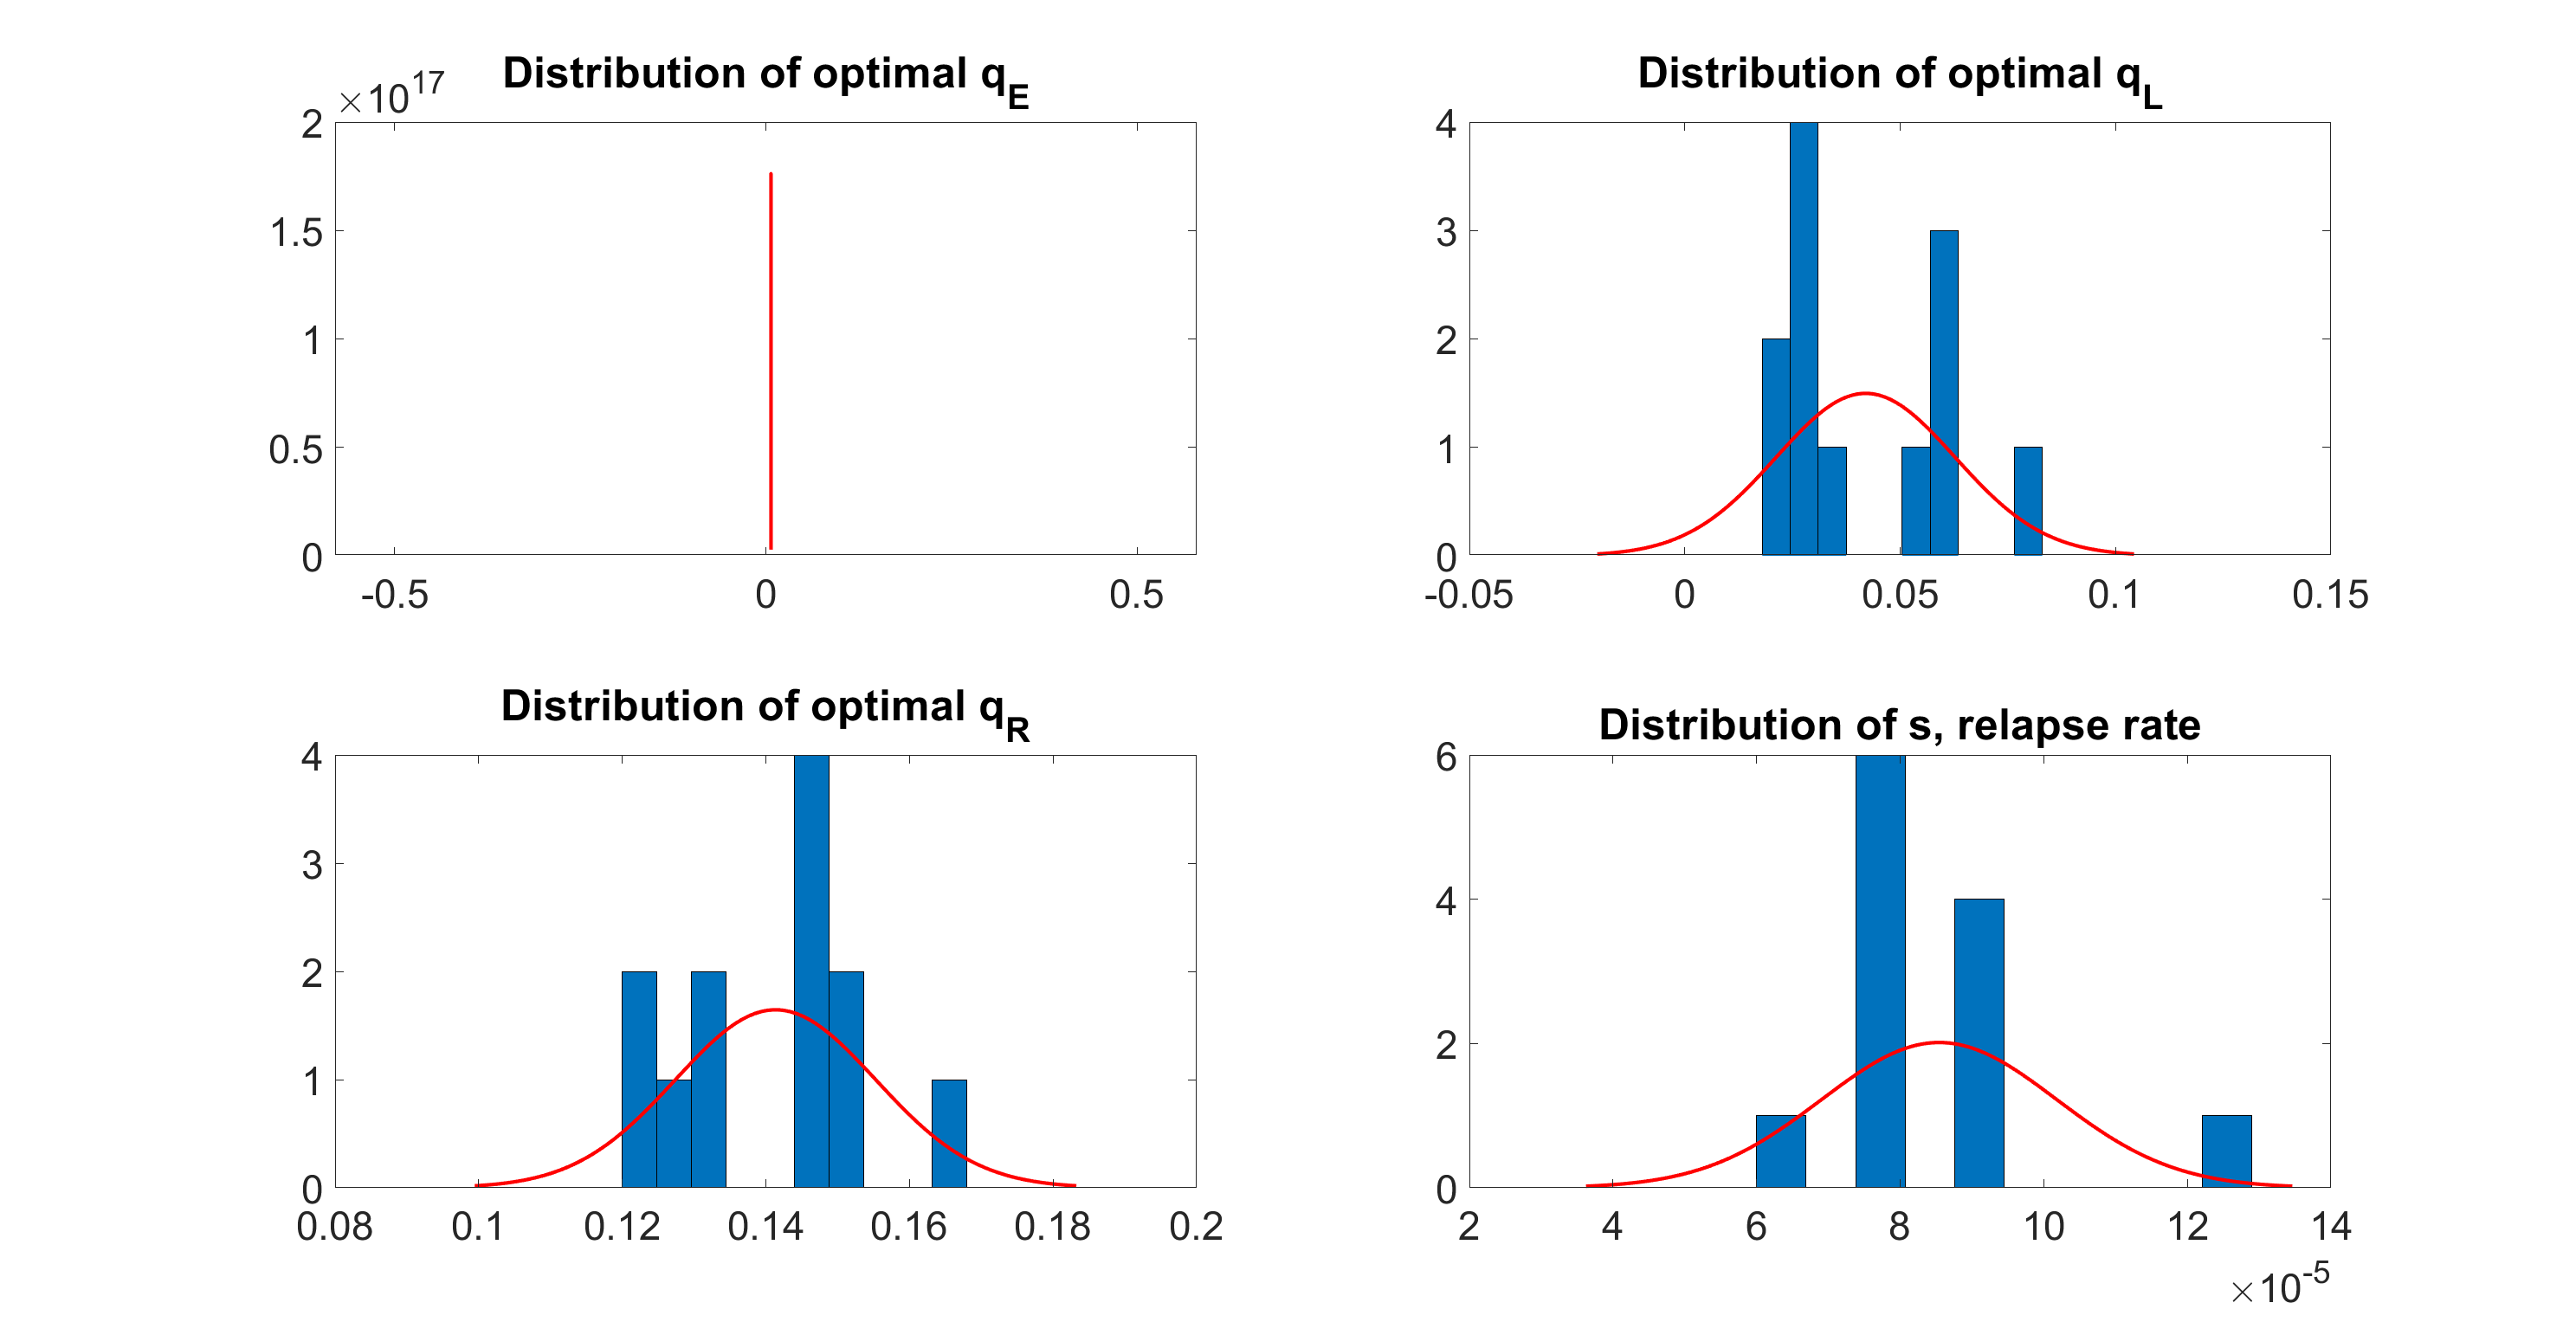 Distribution of optimal q_E
×10^17
2
1.5
1
0.5
0
-0.5 0 0.5
Distribution of optimal q_L
4
3
2
1
0
-0.05 0 0.05 0.1 0.15
Distribution of optimal q_R
4
3
2
1
0
0.08 0.1 0.12 0.14 0.16 0.18 0.2
Distribution of s, relapse rate
6
4
2
0
2 4 6 8 10 12 14
×10^-5